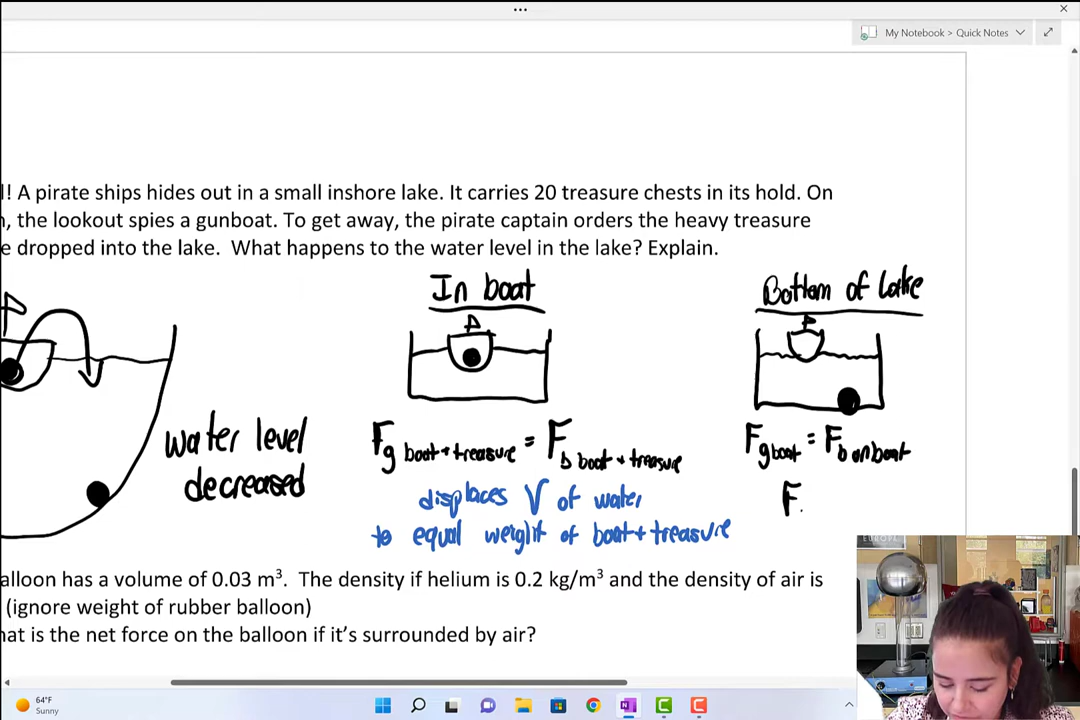 ...
My Notebook > Quick Notes
l! A pirate ships hides out in a small inshore lake. It carries 20 treasure chests in its hold. On
, the lookout spies a gunboat. To get away, the pirate captain orders the heavy treasure
e dropped into the lake. What happens to the water level in the lake? Explain.
In boat
Bottom of Lake
water level
decreased
Fg boat+treasure = Fb boat+treasure
Fg boat = Fb on boat
displaces V of water
to equal weight of boat+treasure
F
EUROPE
alloon has a volume of 0.03 m³. The density if helium is 0.2 kg/m³ and the density of air is
(ignore weight of rubber balloon)
hat is the net force on the balloon if it's surrounded by air?
64°F
Sunny